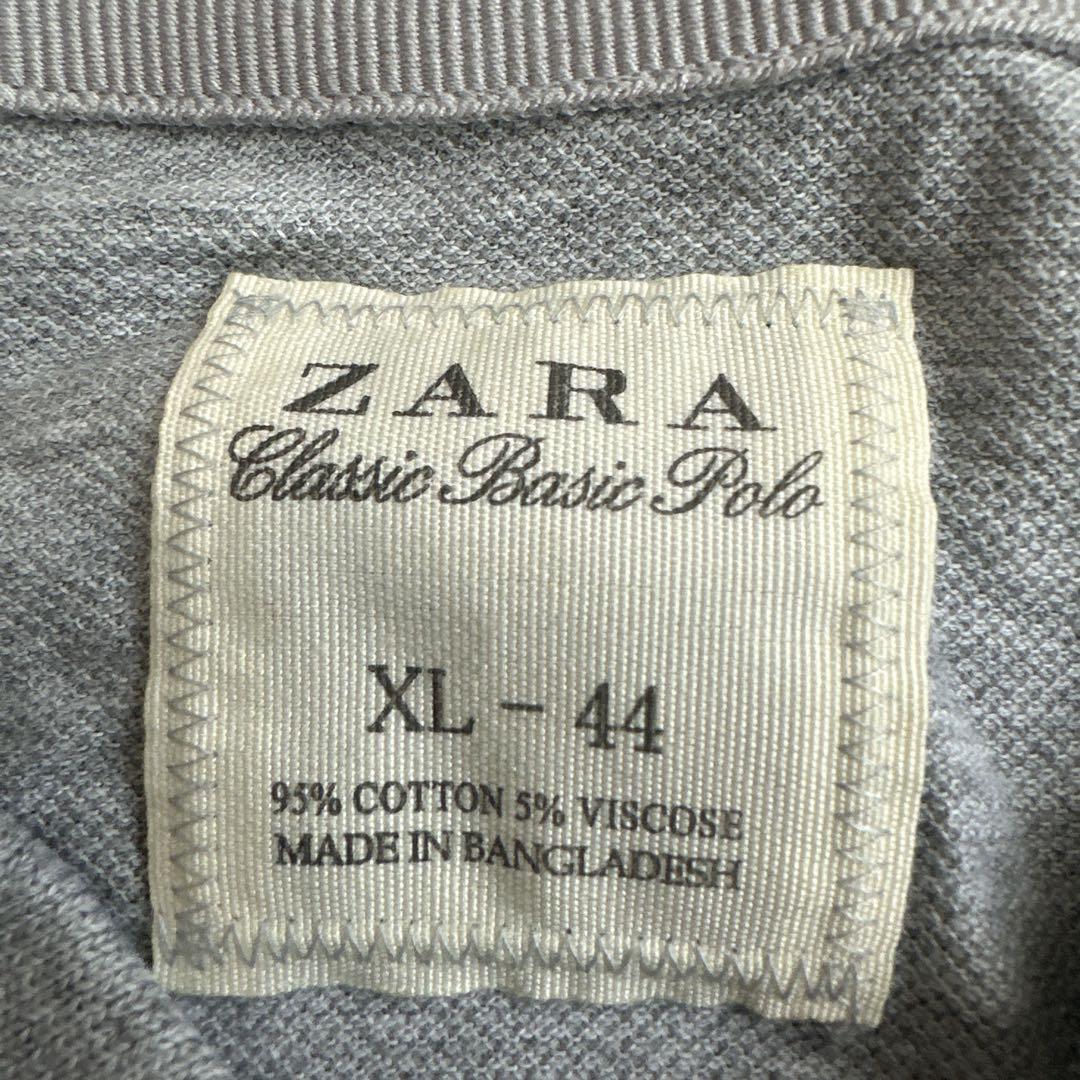 ZARA
Classic Basic Polo
XL - 44
95% COTTON 5% VISCOSE
MADE IN BANGLADESH